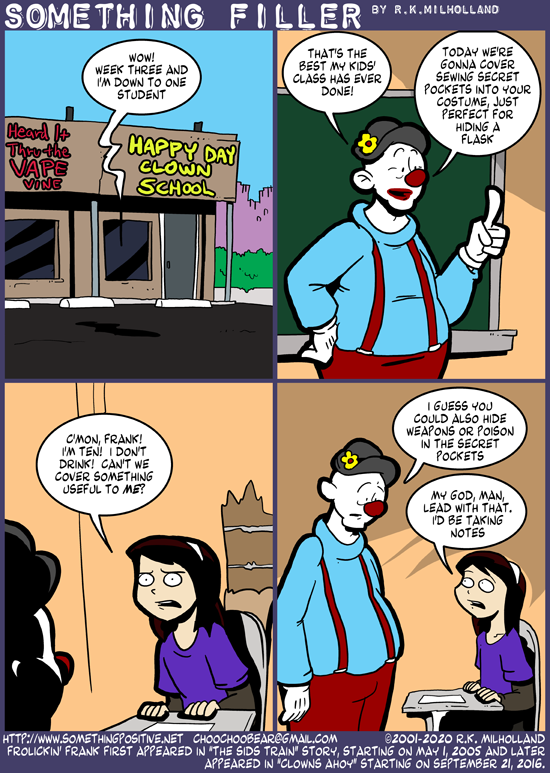 SOMETHING FILLER BY R.K.MILHOLLAND
WOW!
WEEK THREE AND
I'M DOWN TO ONE
STUDENT
Heard It
Thru the
VAPE
VINE
HAPPY DAY
CLOWN
SCHOOL
THAT'S THE
BEST MY KIDS'
CLASS HAS EVER
DONE!
TODAY WE'RE
GONNA COVER
SEWING SECRET
POCKETS INTO YOUR
COSTUME, JUST
PERFECT FOR
HIDING A
FLASK
C'MON, FRANK!
I'M TEN! I DON'T
DRINK! CAN'T WE
COVER SOMETHING
USEFUL TO ME?
I GUESS YOU
COULD ALSO HIDE
WEAPONS OR POISON
IN THE SECRET
POCKETS
MY GOD, MAN,
LEAD WITH THAT.
I'D BE TAKING
NOTES
HTTP://WWW.SOMETHINGPOSITIVE.NET CHOOCHOOBEAR@GMAIL.COM ©2001-2020 R.K. MILHOLLAND
FROLICKIN' FRANK FIRST APPEARED IN "THE SIDS TRAIN" STORY, STARTING ON MAY 1, 2005 AND LATER
APPEARED IN "CLOWNS AHOY" STARTING ON SEPTEMBER 21, 2016.